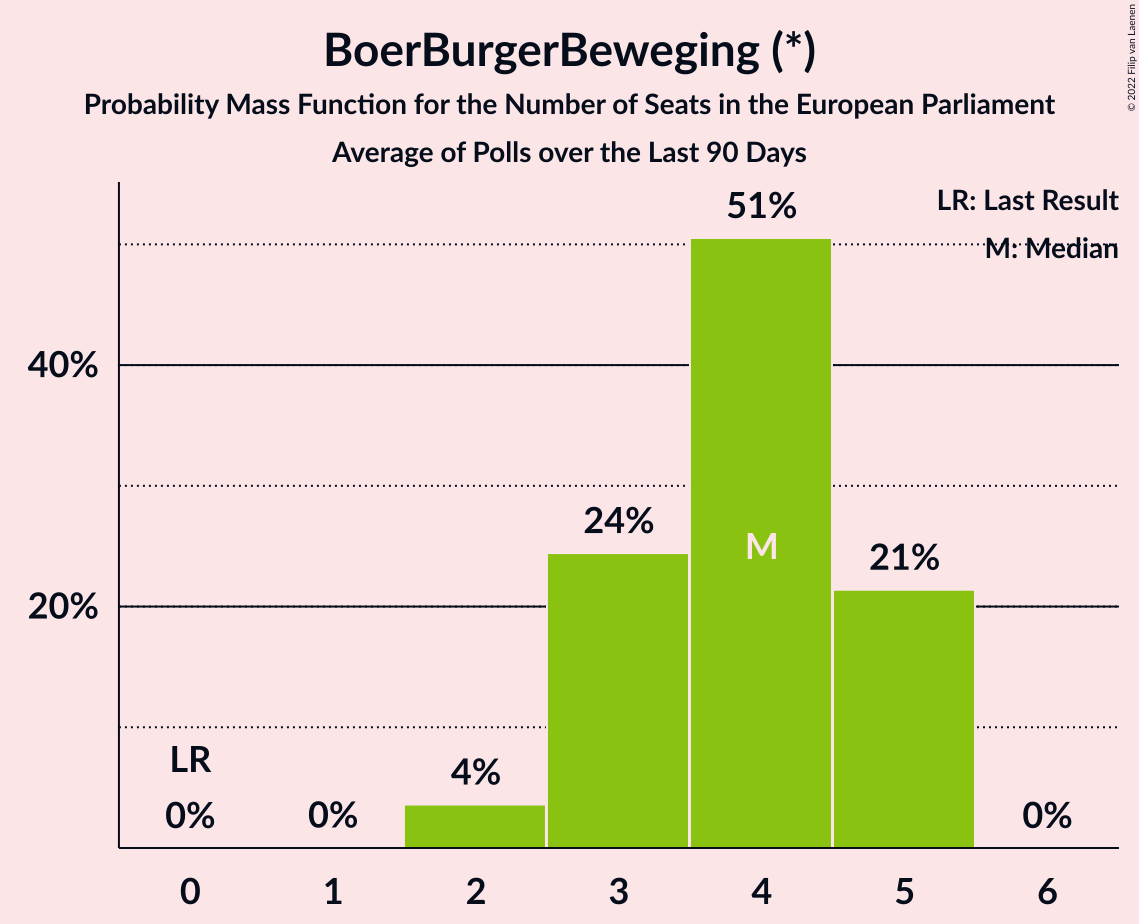 BoerBurgerBeweging (*)
Probability Mass Function for the Number of Seats in the European Parliament
Average of Polls over the Last 90 Days
© 2022 Filip van Laenen
LR: Last Result
M: Median
51%
40%
24%
M
21%
20%
LR
4%
0%
0%
0%
0 1 2 3 4 5 6